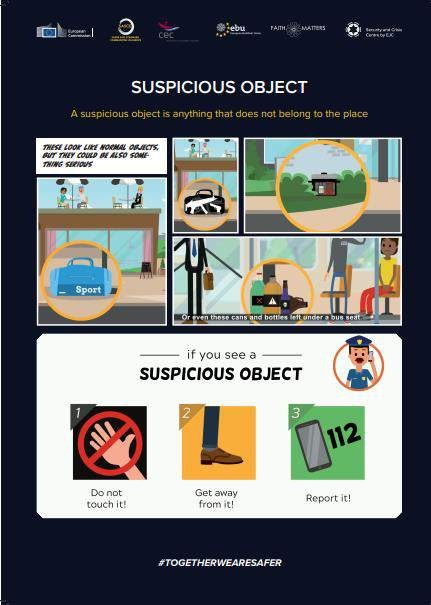 European
Commission
SASCE
cec
ebu
FAITH MATTERS
Security and Crisis
Centre by EJC
SUSPICIOUS OBJECT
A suspicious object is anything that does not belong to the place
THESE LOOK LIKE NORMAL OBJECTS,
BUT THEY COULD BE ALSO SOME-
THING SERIOUS
Sport
Or even these cans and bottles left under a bus seat
if you see a
SUSPICIOUS OBJECT
1
2
3
112
Do not
touch it!
Get away
from it!
Report it!
#TOGETHERWEARESAFER